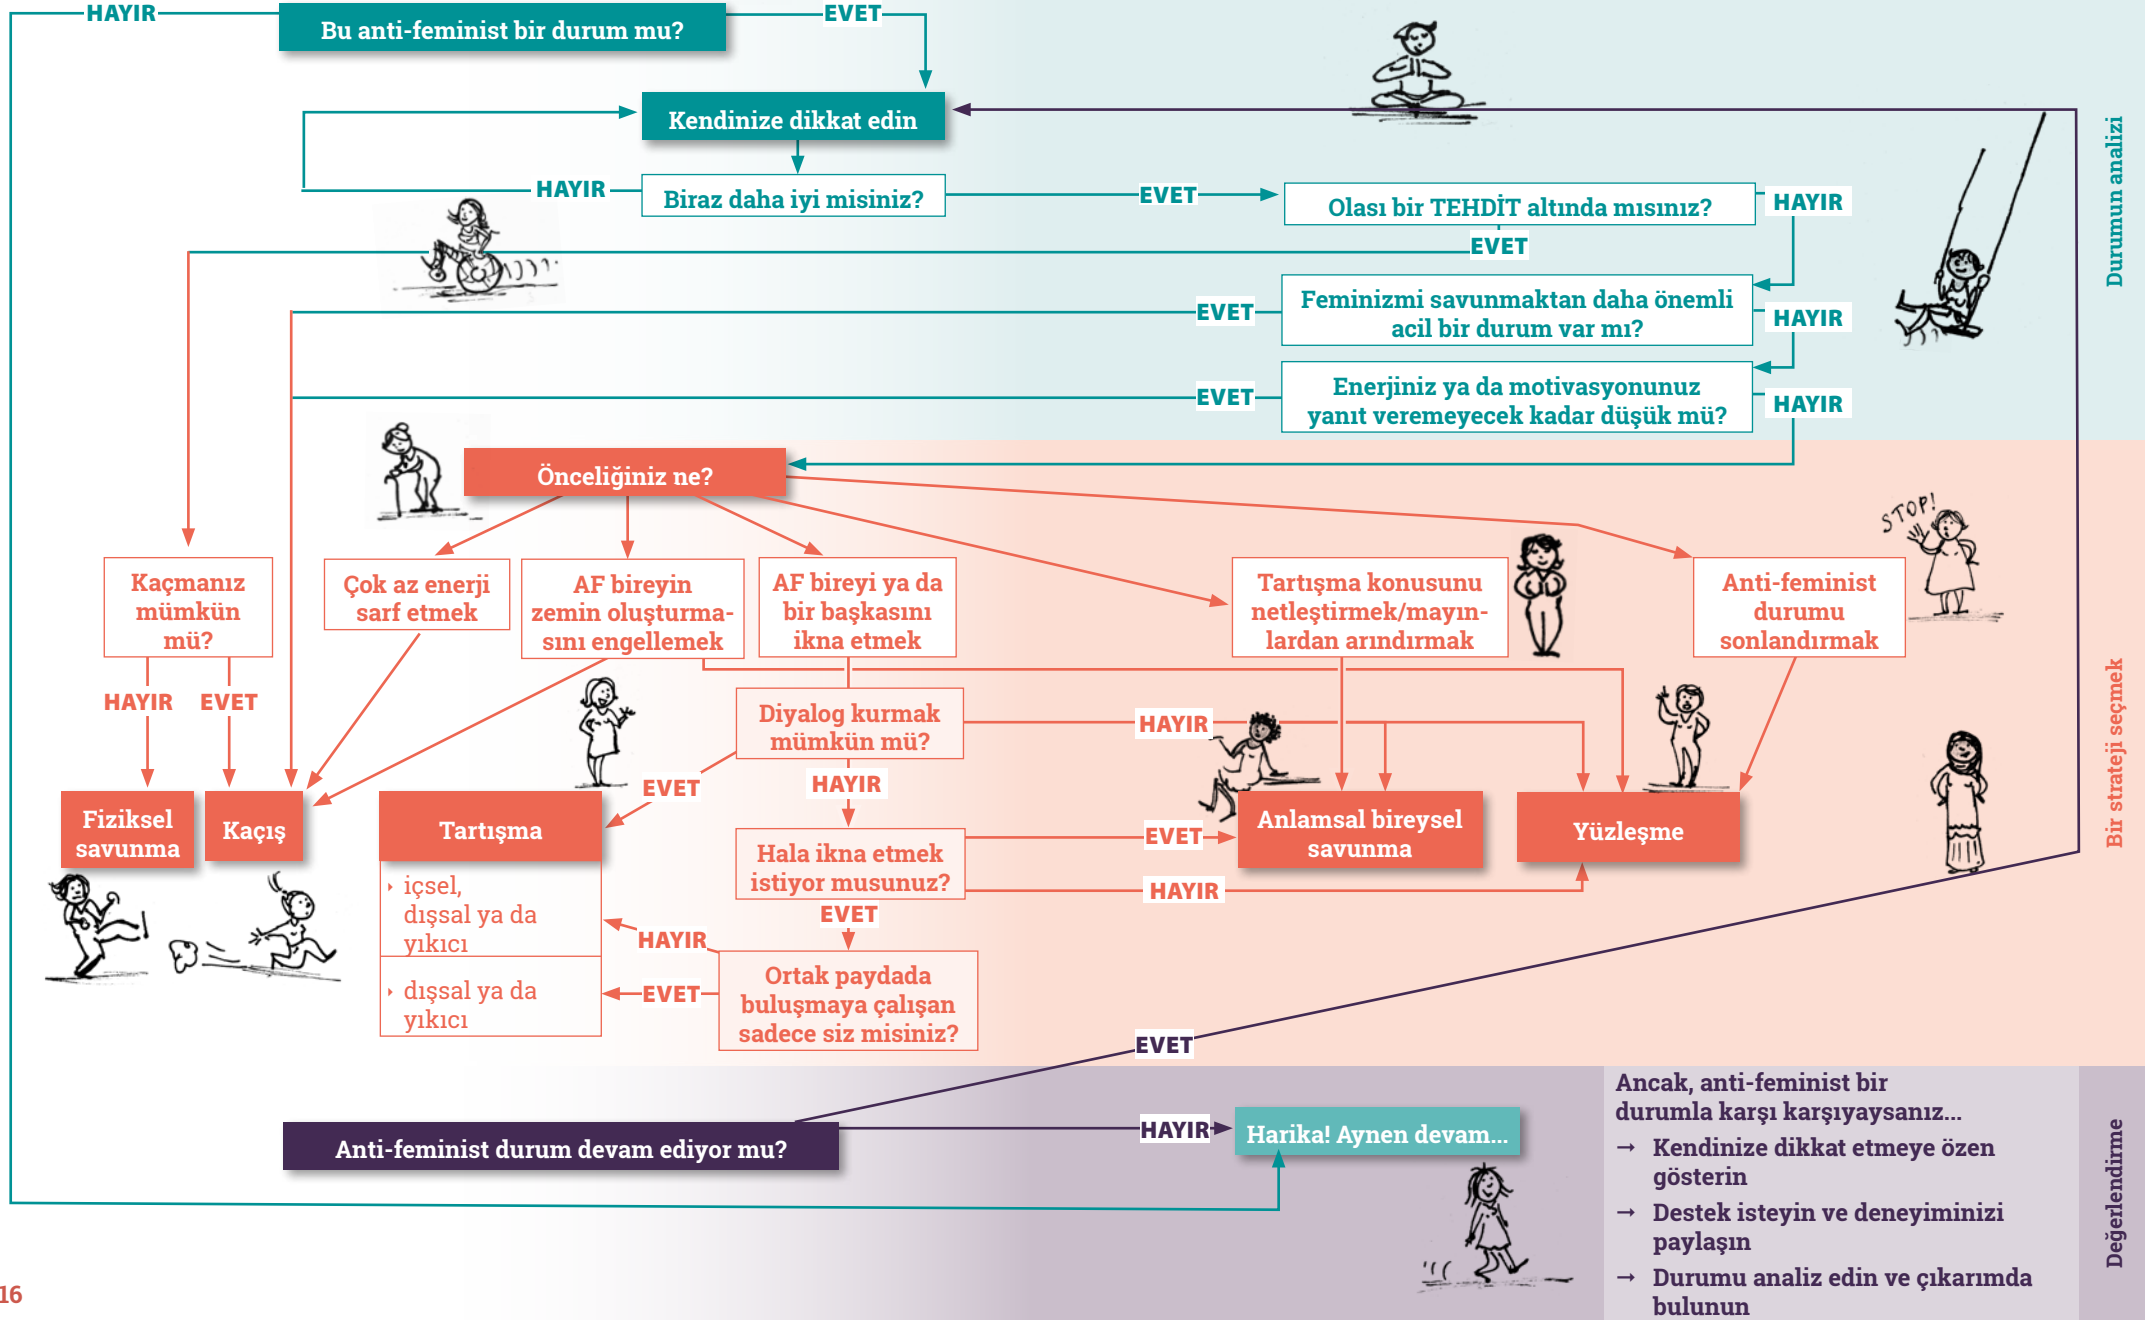 HAYIR
EVET
Bu anti-feminist bir durum mu?
Kendinize dikkat edin
HAYIR
Biraz daha iyi misiniz?
EVET
Olası bir TEHDİT altında mısınız?
HAYIR
EVET
EVET
Feminizmi savunmaktan daha önemli
acil bir durum var mı?
HAYIR
EVET
Enerjiniz ya da motivasyonunuz
yanıt veremeyecek kadar düşük mü?
HAYIR
Durumun analizi
Önceliğiniz ne?
STOP!
Kaçmanız
mümkün
mü?
Çok az enerji
sarf etmek
AF bireyin
zemin oluşturma-
sını engellemek
AF bireyi ya da
bir başkasını
ikna etmek
Tartışma konusunu
netleştirmek/mayın-
lardan arındırmak
Anti-feminist
durumu
sonlandırmak
HAYIR
EVET
Diyalog kurmak
mümkün mü?
HAYIR
EVET
HAYIR
Fiziksel
savunma
Kaçış
Tartışma
Anlamsal bireysel
savunma
Yüzleşme
Hala ikna etmek
istiyor musunuz?
EVET
HAYIR
EVET
içsel,
dışsal ya da
yıkıcı
HAYIR
dışsal ya da
yıkıcı
EVET
Ortak paydada
buluşmaya çalışan
sadece siz misiniz?
Bir strateji seçmek
EVET
Anti-feminist durum devam ediyor mu?
HAYIR
Harika! Aynen devam...
Ancak, anti-feminist bir
durumla karşı karşıyaysanız...
→ Kendinize dikkat etmeye özen
gösterin
→ Destek isteyin ve deneyiminizi
paylaşın
→ Durumu analiz edin ve çıkarımda
bulunun
Değerlendirme
16